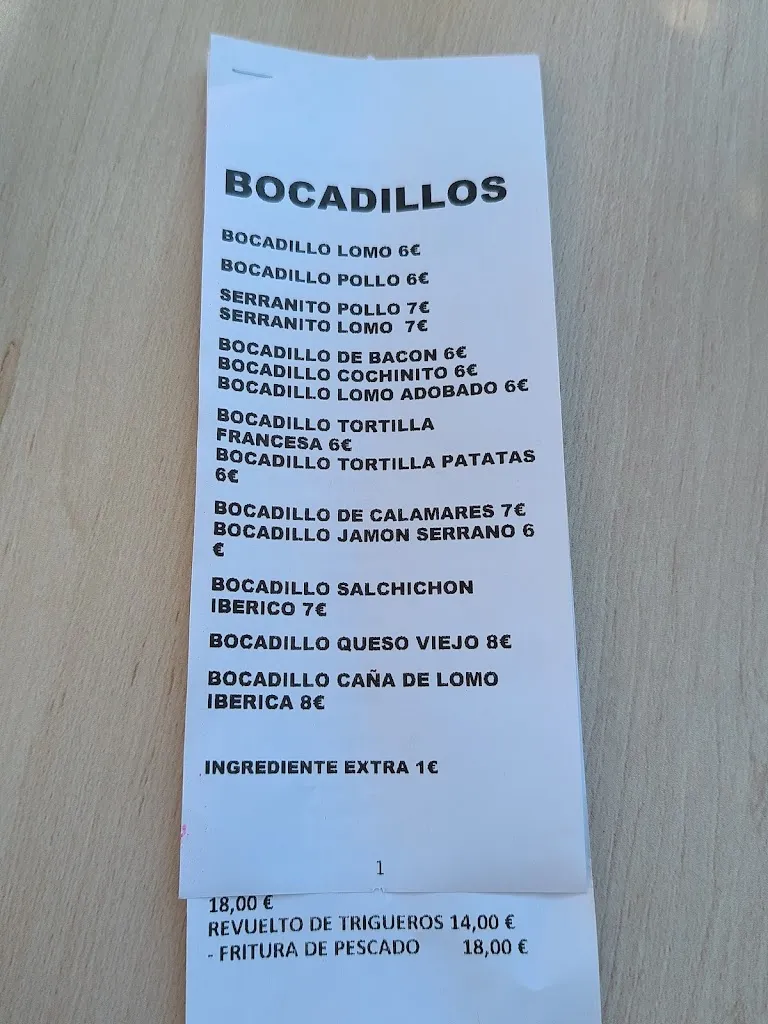 BOCADILLOS
BOCADILLO LOMO 6€
BOCADILLO POLLO 6€
SERRANITO POLLO 7€
SERRANITO LOMO 7€
BOCADILLO DE BACON 6€
BOCADILLO COCHINITO 6€
BOCADILLO LOMO ADOBADO 6€
BOCADILLO TORTILLA
FRANCESA 6€
BOCADILLO TORTILLA PATATAS
6€
BOCADILLO DE CALAMARES 7€
BOCADILLO JAMON SERRANO 6
€
BOCADILLO SALCHICHON
IBERICO 7€
BOCADILLO QUESO VIEJO 8€
BOCADILLO CAÑA DE LOMO
IBERICA 8€
INGREDIENTE EXTRA 1€
1
18,00 €
REVUELTO DE TRIGUEROS 14,00 €
- FRITURA DE PESCADO 18,00 €